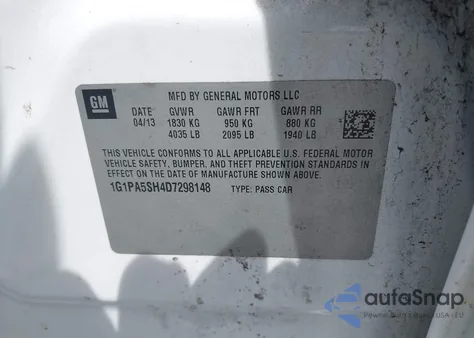 GM
MFD BY GENERAL MOTORS LLC
DATE GVWR GAWR FRT GAWR RR
04/13 1830 KG 950 KG 880 KG
4035 LB 2095 LB 1940 LB
THIS VEHICLE CONFORMS TO ALL APPLICABLE U.S. FEDERAL MOTOR
VEHICLE SAFETY, BUMPER, AND THEFT PREVENTION STANDARDS IN
EFFECT ON THE DATE OF MANUFACTURE SHOWN ABOVE.
1G1PA5SH4D7298148 TYPE: PASS CAR
autoSnap